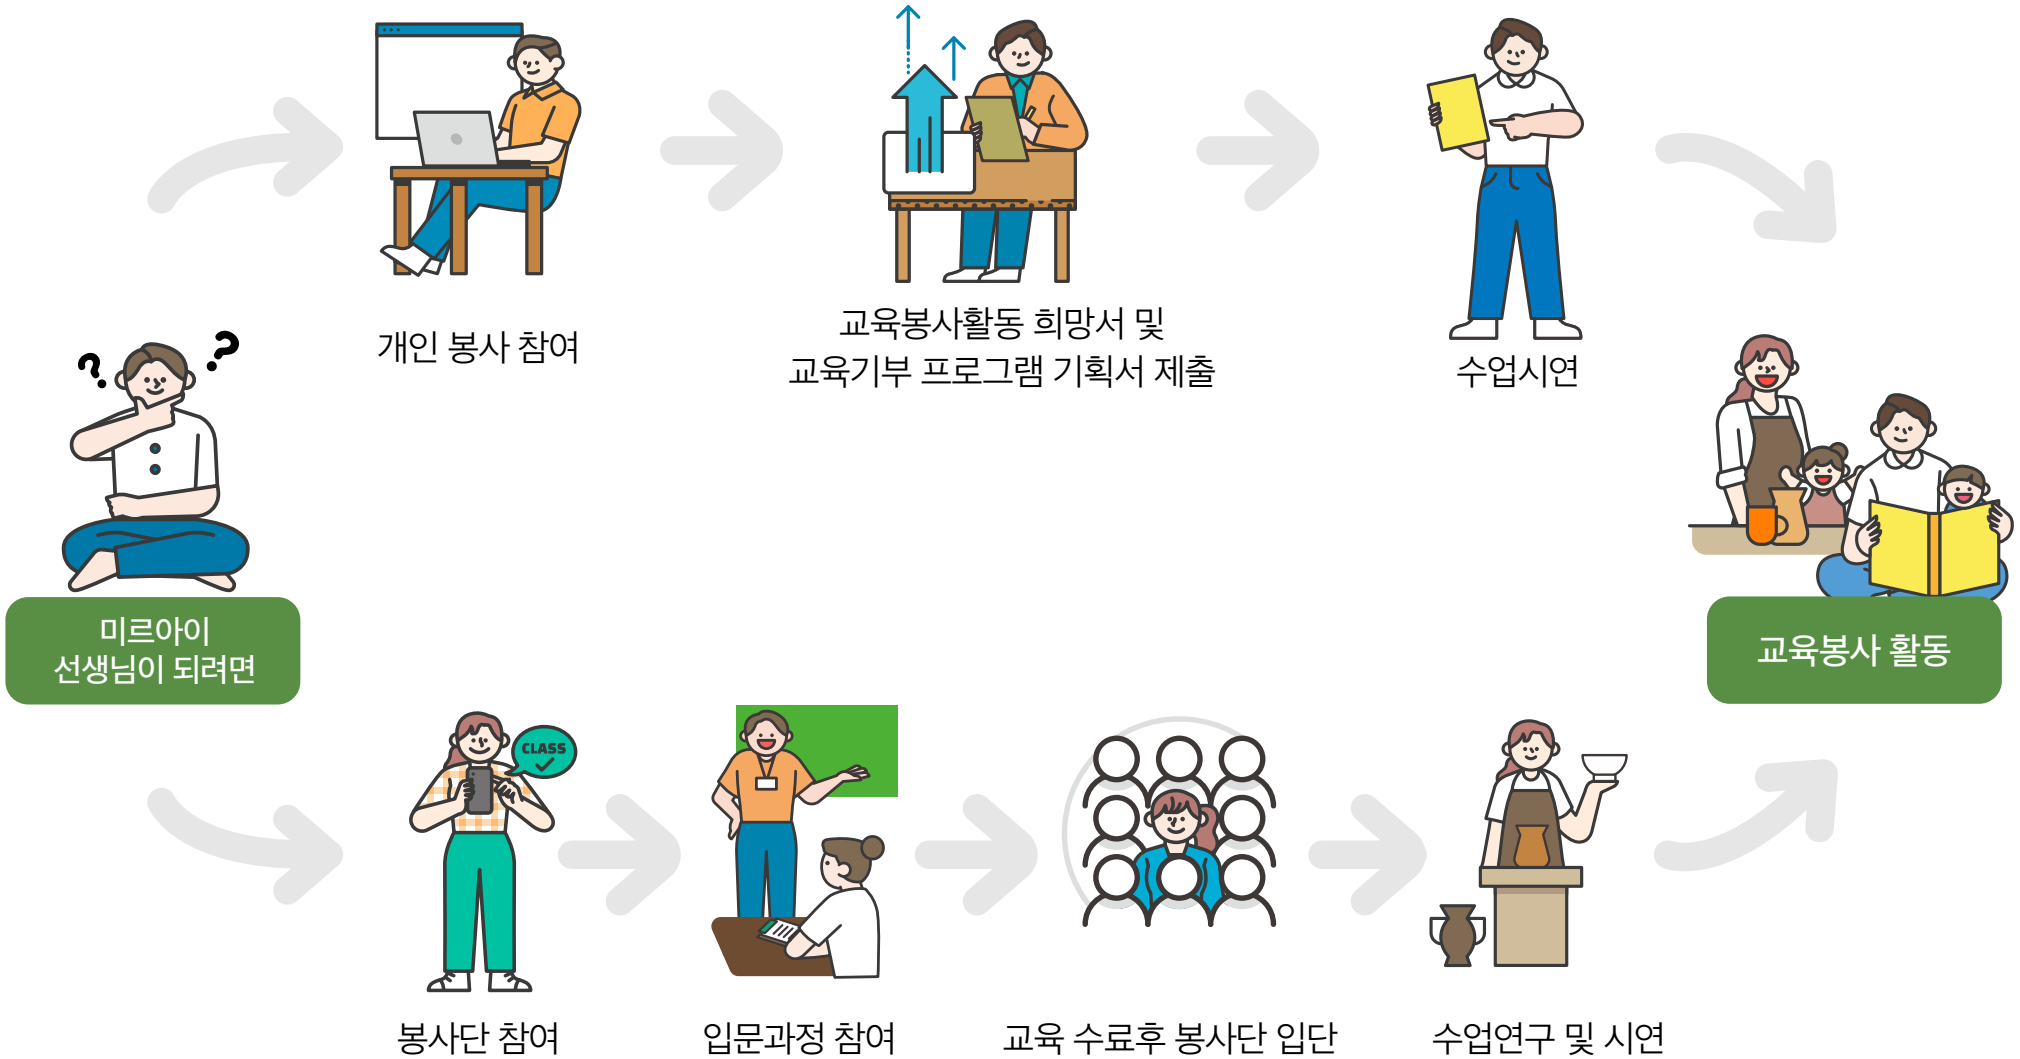 개인 봉사 참여
교육봉사활동 희망서 및
교육기부 프로그램 기획서 제출
수업시연
미르아이
선생님이 되려면
교육봉사 활동
CLASS
봉사단 참여
입문과정 참여
교육 수료후 봉사단 입단
수업연구 및 시연